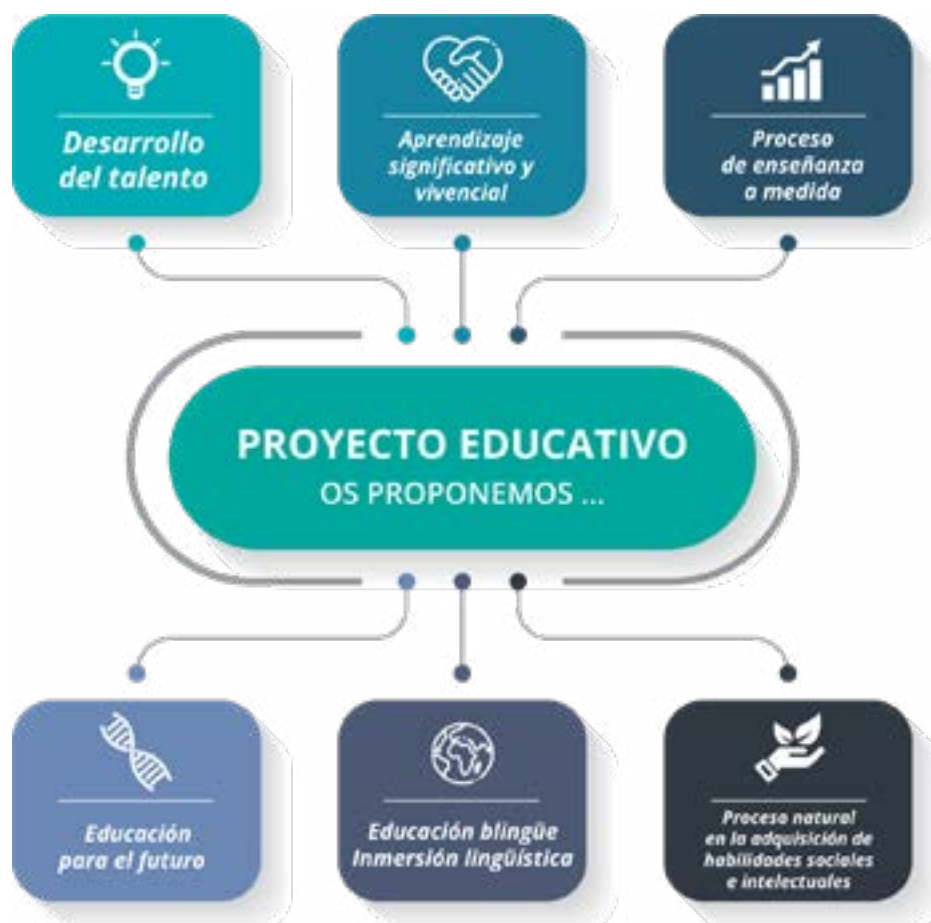 Desarrollo
del talento
Aprendizaje
significativo y
vivencial
Proceso
de enseñanza
a medida
PROYECTO EDUCATIVO
OS PROPONEMOS ...
Educación
para el futuro
Educación blingüe
Inmersión lingüística
Proceso natural
en la adquisición de
habilidades sociales
e intelectuales